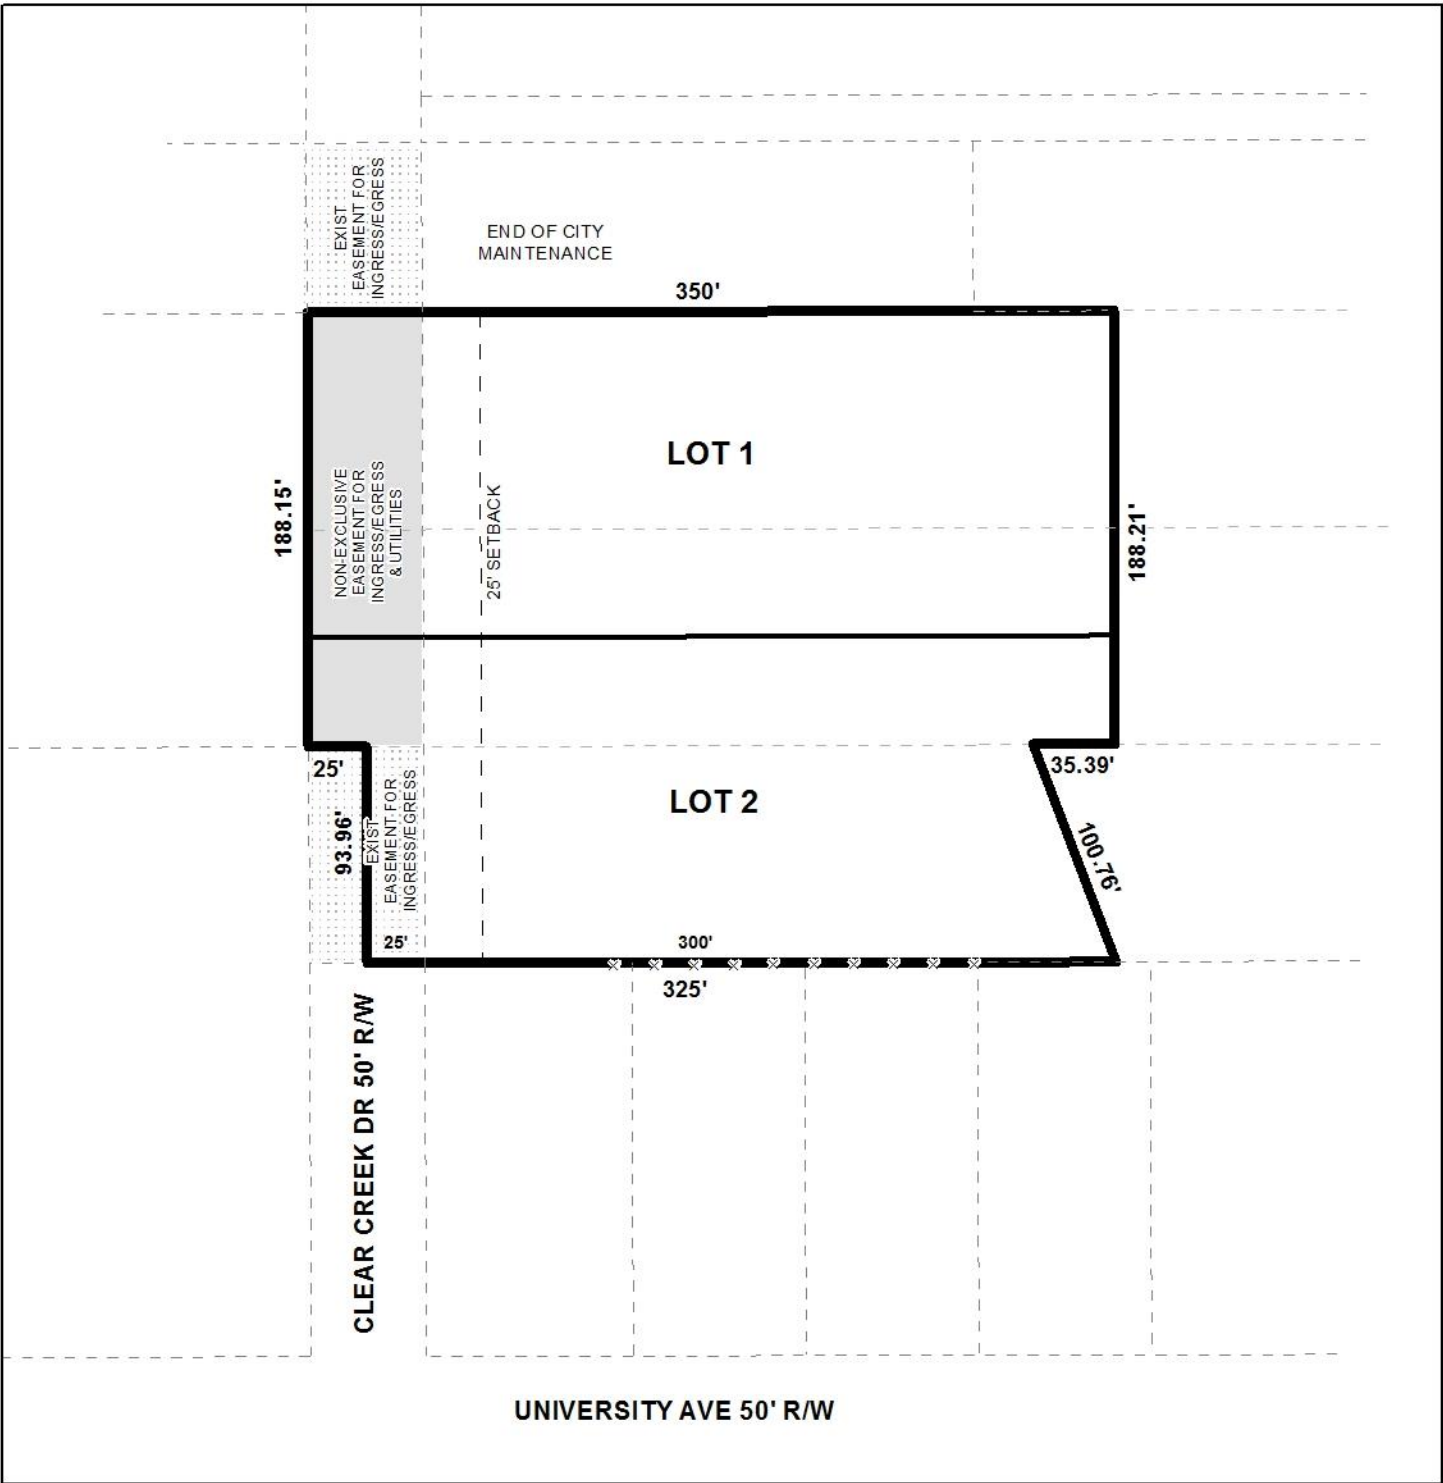 EXIST
EASEMENT FOR
INGRESS/EGRESS
END OF CITY
MAINTENANCE
350'
LOT 1
188.15'
NON-EXCLUSIVE
EASEMENT FOR
INGRESS/EGRESS
& UTILITIES
25' SETBACK
188.21'
25'
35.39'
LOT 2
93.96'
EXIST
EASEMENT FOR
INGRESS/EGRESS
100.76'
25'
300'
325'
CLEAR CREEK DR 50' R/W
UNIVERSITY AVE 50' R/W